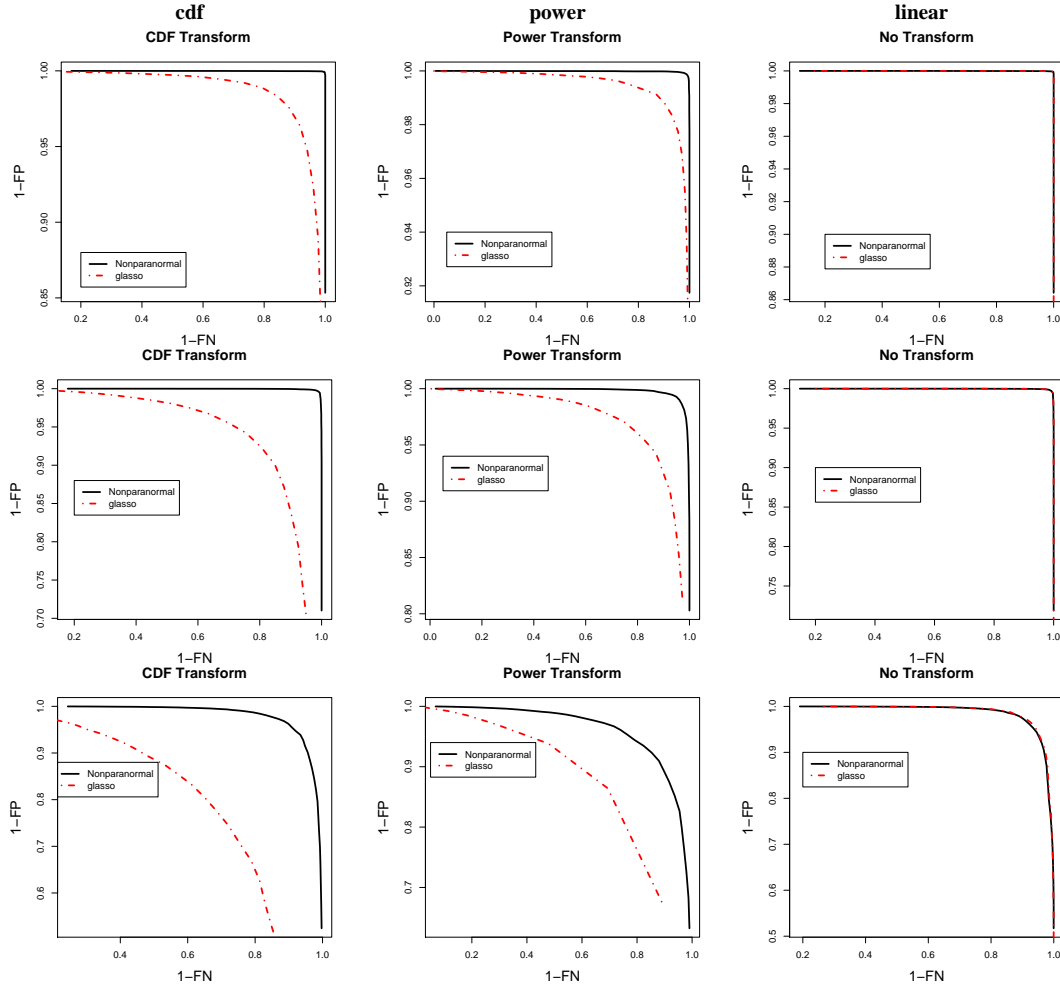 cdf
power
linear
CDF Transform
Power Transform
No Transform
1−FP
0.85
0.90
0.95
1.00
Nonparanormal
glasso
0.2
0.4
0.6
0.8
1.0
1−FN
1−FP
0.92
0.94
0.96
0.98
1.00
Nonparanormal
glasso
0.0
0.2
0.4
0.6
0.8
1.0
1−FN
1−FP
0.86
0.88
0.90
0.92
0.94
0.96
0.98
1.00
Nonparanormal
glasso
0.2
0.4
0.6
0.8
1.0
1−FN
CDF Transform
Power Transform
No Transform
1−FP
0.70
0.75
0.80
0.85
0.90
0.95
1.00
Nonparanormal
glasso
0.2
0.4
0.6
0.8
1.0
1−FN
1−FP
0.80
0.85
0.90
0.95
1.00
Nonparanormal
glasso
0.0
0.2
0.4
0.6
0.8
1.0
1−FN
1−FP
0.75
0.80
0.85
0.90
0.95
1.00
Nonparanormal
glasso
0.2
0.4
0.6
0.8
1.0
1−FN
CDF Transform
Power Transform
No Transform
1−FP
0.6
0.7
0.8
0.9
1.0
Nonparanormal
glasso
0.4
0.6
0.8
1.0
1−FN
1−FP
0.7
0.8
0.9
1.0
Nonparanormal
glasso
0.2
0.4
0.6
0.8
1.0
1−FN
1−FP
0.5
0.6
0.7
0.8
0.9
1.0
Nonparanormal
glasso
0.2
0.4
0.6
0.8
1.0
1−FN